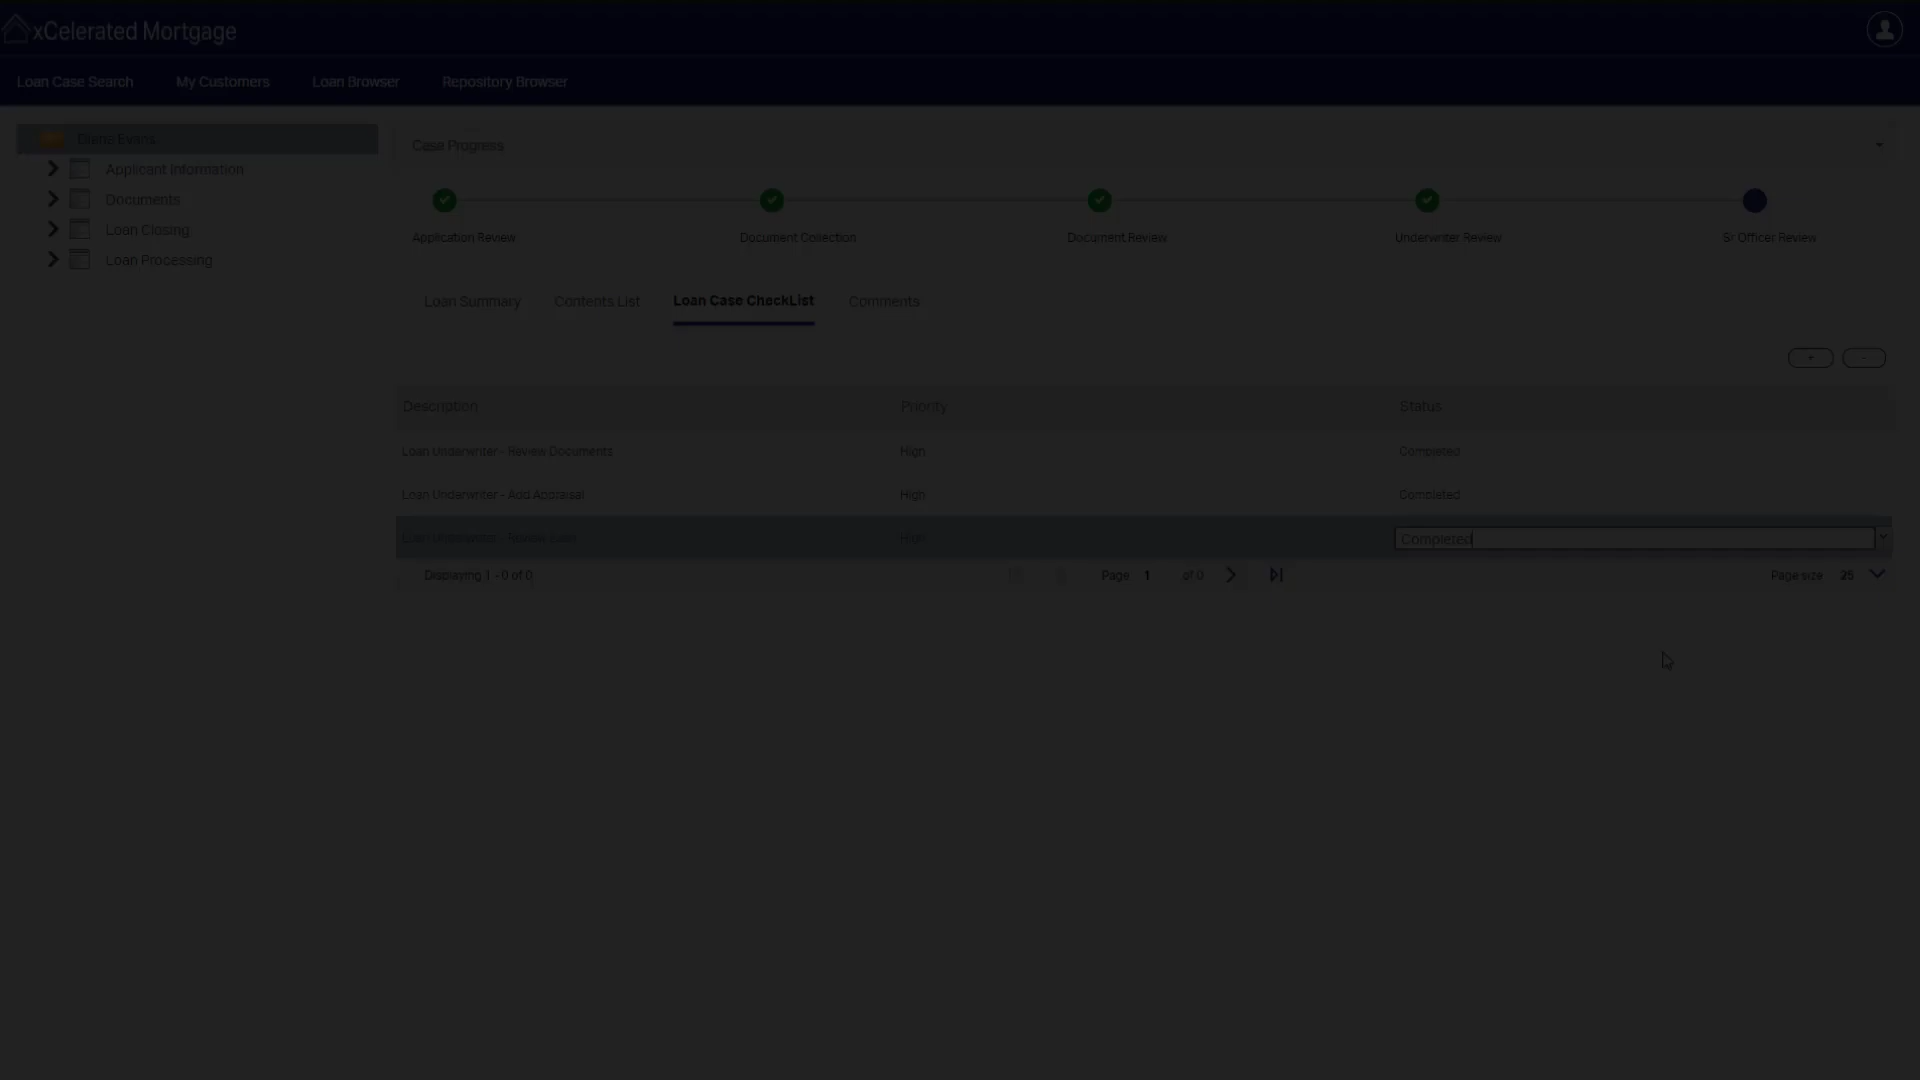 xCelerated Mortgage
Loan Case Search My Customers Loan Browser Repository Browser
Diane Evans
Applicant Information
Documents
Loan Closing
Loan Processing
Case Progress
Application Review Document Collection Document Review Underwriter Review Sr Officer Review
Loan Summary Contents List Loan Case CheckList Comments
+ -
Description Priority Status
Loan Underwriter - Review Documents High Completed
Loan Underwriter - Add Appraisal High Completed
Loan Underwriter - Review High Completed
Displaying 1 - 0 of 0 Page 1 of 0 Page size 25